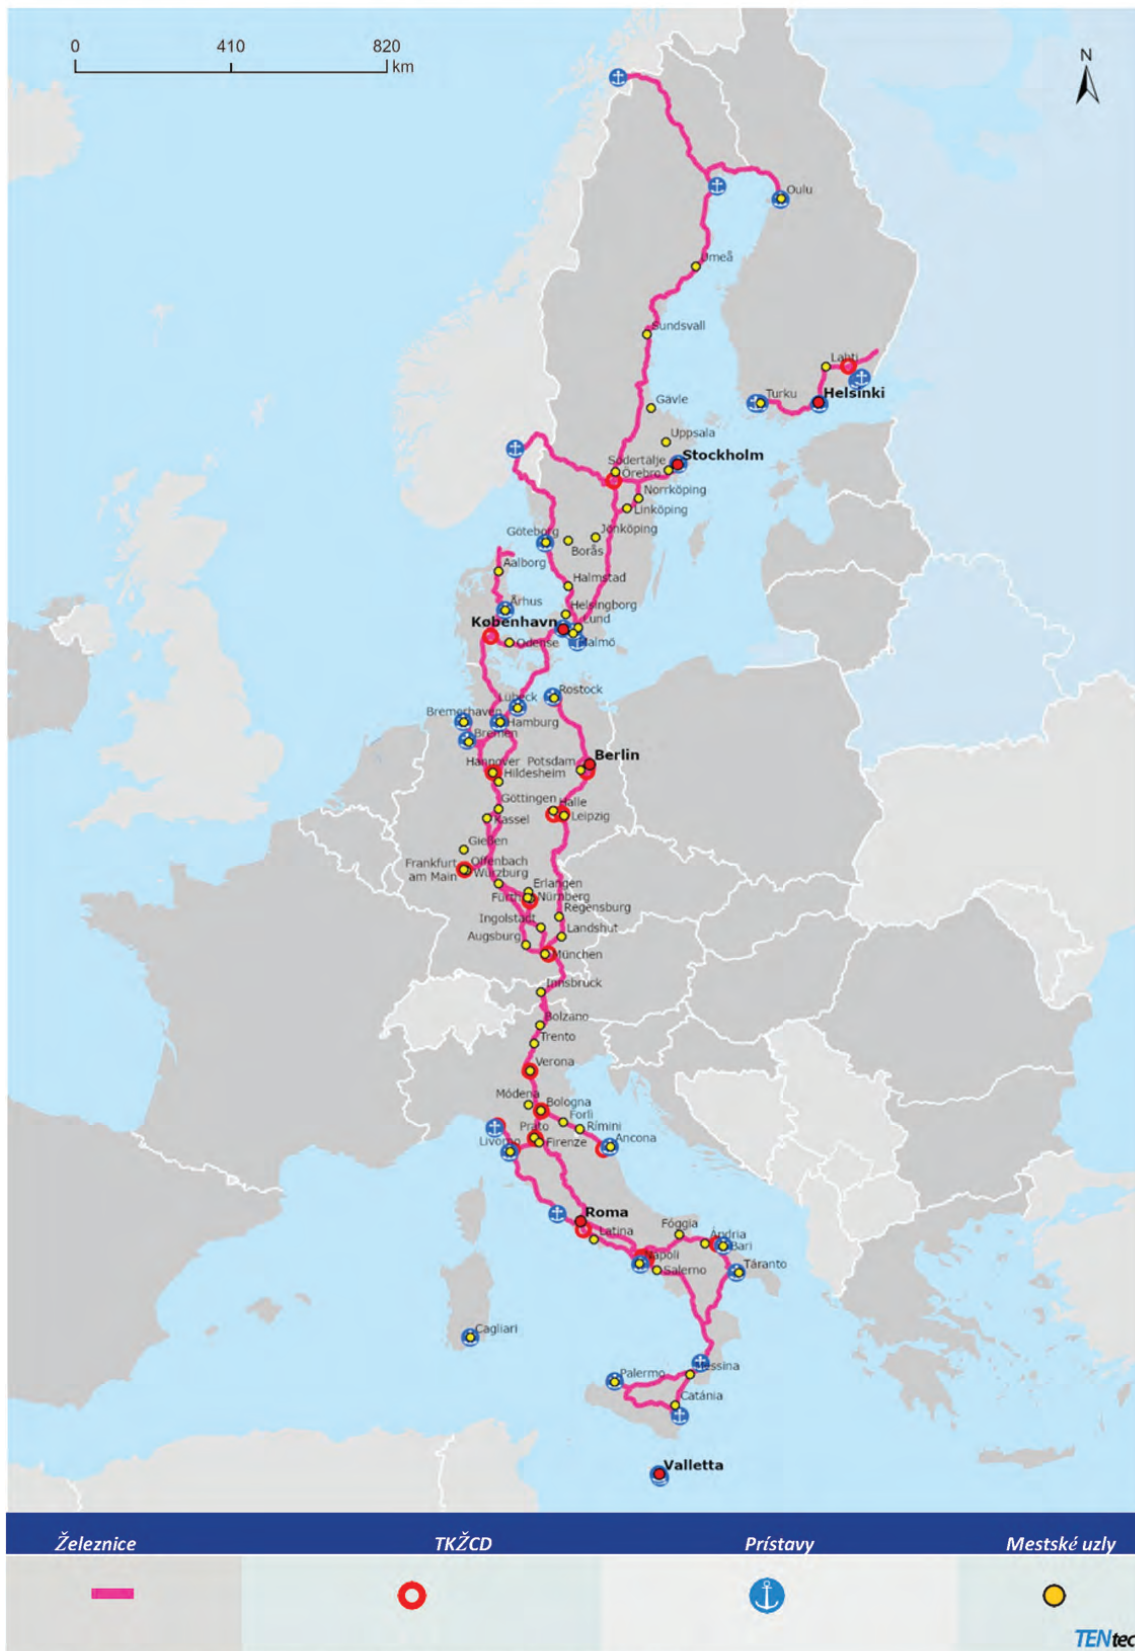 0 410 820
km
N
Oulu
Umeå
Sundsvall
Lahti
Turku
Helsinki
Gävle
Uppsala
Stockholm
Södertälje
Örebro
Norrköping
Linköping
Göteborg
Jönköping
Borås
Aalborg
Halmstad
Århus
Helsingborg
København
Lund
Odense
Malmö
Lübeck
Rostock
Bremerhaven
Hamburg
Bremen
Berlin
Hannover
Potsdam
Hildesheim
Göttingen
Halle
Kassel
Leipzig
Gießen
Frankfurt
am Main
Offenbach
Würzburg
Erlangen
Fürth
Nürnberg
Regensburg
Ingolstadt
Landshut
Augsburg
München
Innsbruck
Bolzano
Trento
Verona
Módena
Bologna
Forlì
Prato
Rímini
Livorno
Firenze
Ancona
Roma
Latina
Fóggia
Ándria
Bari
Napoli
Salerno
Táranto
Cagliari
Messina
Palermo
Catánia
Valletta
Železnice TKŽCD Prístavy Mestské uzly
TENtec